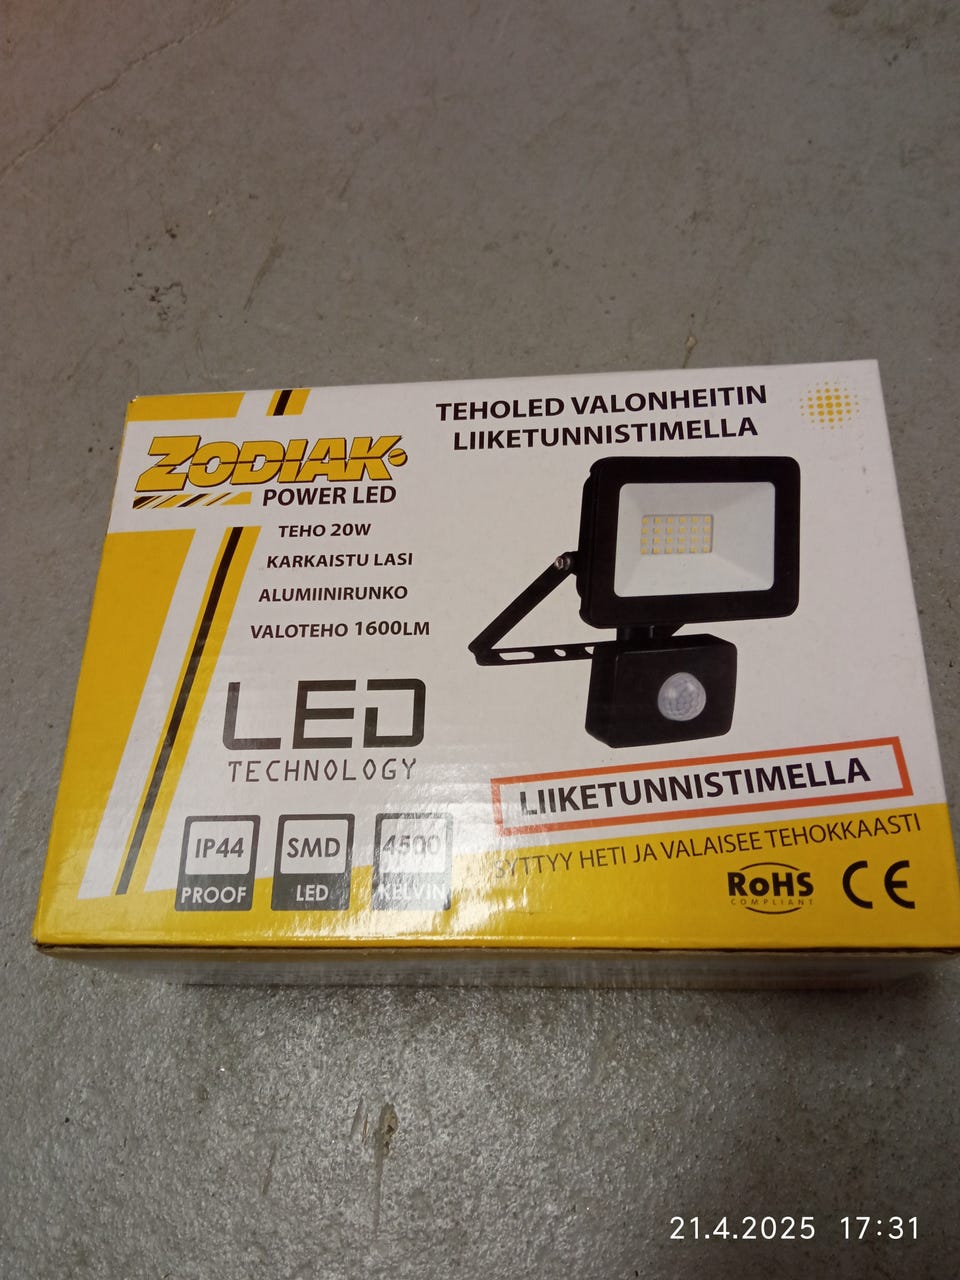 TEHOLED VALONHEITIN
LIIKETUNNISTIMELLA
ZODIAK
POWER LED
TEHO 20W
KARKAISTU LASI
ALUMIINIRUNKO
VALOTEHO 1600LM
LED
TECHNOLOGY
IP44
PROOF
SMD
LED
4500
KELVIN
LIIKETUNNISTIMELLA
SYTTYY HETI JA VALAISEE TEHOKKAASTI
RoHS
COMPLIANT
CE
21.4.2025 17:31